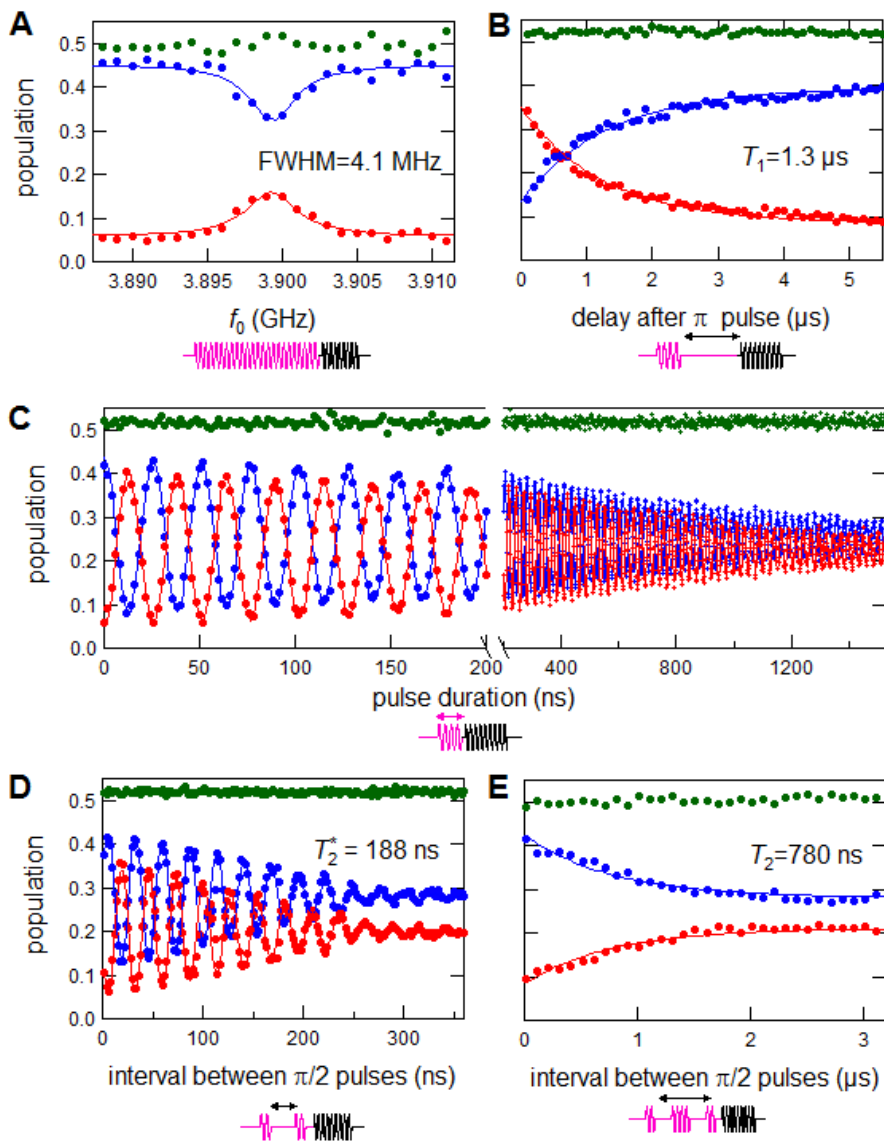 A
B
0.5
0.4
0.3
0.2
0.1
0.0
population
FWHM=4.1 MHz
T1=1.3 µs
3.890 3.895 3.900 3.905 3.910
0 1 2 3 4 5
f0 (GHz)
delay after π pulse (µs)
C
0.5
0.4
0.3
0.2
0.1
0.0
population
0 50 100 150 200 400 800 1200
pulse duration (ns)
D
E
0.5
0.4
0.3
0.2
0.1
0.0
population
T2* = 188 ns
T2=780 ns
0 100 200 300
0 1 2 3
interval between π/2 pulses (ns)
interval between π/2 pulses (µs)